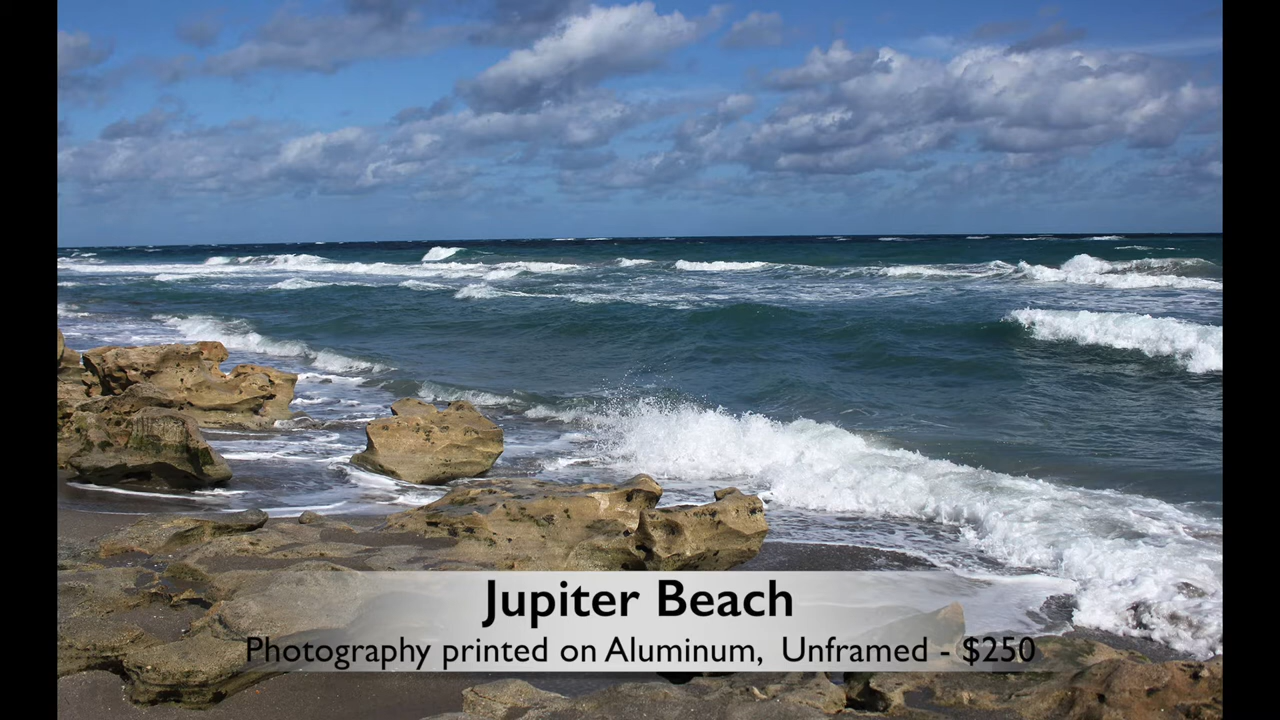 Jupiter Beach
Photography printed on Aluminum, Unframed - $250